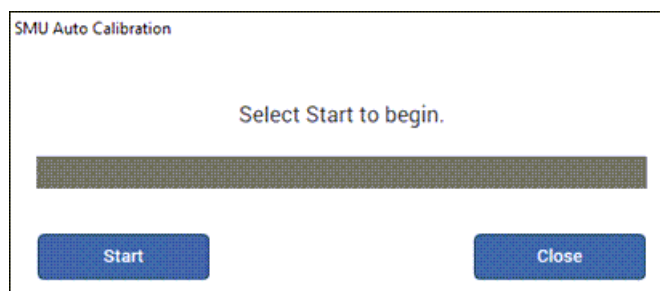 SMU Auto Calibration
Select Start to begin.
Start
Close